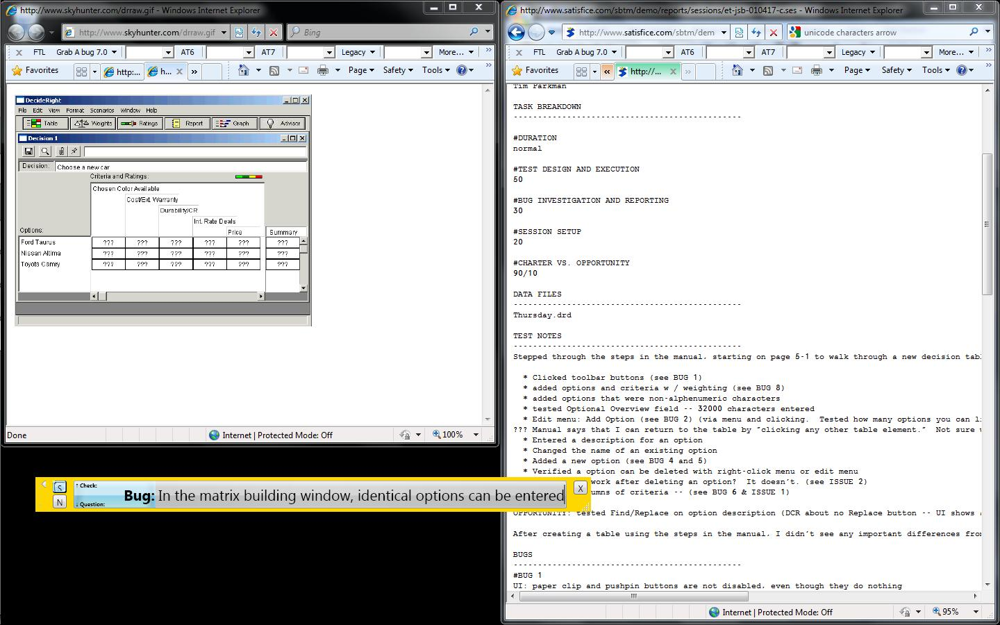 http://www.skyhunter.com/drraw.gif - Windows Internet Explorer
http://www.skyhunter.com/drraw.gif
Bing
x FTL Grab A bug 7.0 AT6 AT7 Legacy More... »
Favorites http:... h... x » Page Safety Tools
DecideRight
File Edit View Format Scenarios Window Help
Table Weights Ratings Report Graph Advisor
Decision 1
Decision: Choose a new car
Criteria and Ratings:
Chosen Color Available
Cost/Ext. Warranty
Durability/CR
Int. Rate Deals
Options: Price Summary
Ford Taurus ??? ??? ??? ??? ??? ???
Nissan Altima ??? ??? ??? ??? ??? ???
Toyota Camry ??? ??? ??? ??? ??? ???
Done Internet | Protected Mode: Off 100%
S
N
↑ Check:
Bug: In the matrix building window, identical options can be entered
↓ Question:
X
http://www.satisfice.com/sbtm/demo/reports/sessions/et-jsb-010417-c.ses - Windows Internet Explorer
http://www.satisfice.com/sbtm/dem
unicode characters arrow
x FTL Grab A bug 7.0 AT6 AT7 Legacy More... »
Favorites « http://... x » Page Safety Tools
Tim Parkman
TASK BREAKDOWN
-----------------------------------------------
#DURATION
normal
#TEST DESIGN AND EXECUTION
50
#BUG INVESTIGATION AND REPORTING
30
#SESSION SETUP
20
#CHARTER VS. OPPORTUNITY
90/10
DATA FILES
-----------------------------------------------
Thursday.drd
TEST NOTES
-----------------------------------------------
Stepped through the steps in the manual, starting on page 5-1 to walk through a new decision tabl
* Clicked toolbar buttons (see BUG 1)
* added options and criteria w / weighting (see BUG 8)
* added options that were non-alphenumeric characters
* tested Optional Overview field -- 32000 characters entered
* Edit menu: Add Option (see BUG 2) (via menu and clicking. Tested how many options you can li
??? Manual says that I can return to the table by "clicking any other table element." Not sure w
* Entered a description for an option
* Changed the name of an existing option
* Added a new option (see BUG 4 and 5)
* Verified a option can be deleted with right-click menu or edit menu
work after deleting an option? It doesn't. (see ISSUE 2)
umns of criteria -- (see BUG 6 & ISSUE 1)
OPPORTUNITY: tested Find/Replace on option description (DCR about no Replace button -- UI shows
After creating a table using the steps in the manual, I didn't see any important differences from
BUGS
-----------------------------------------------
#BUG 1
UI: paper clip and pushpin buttons are not disabled, even though they do nothing
Internet | Protected Mode: Off 95%